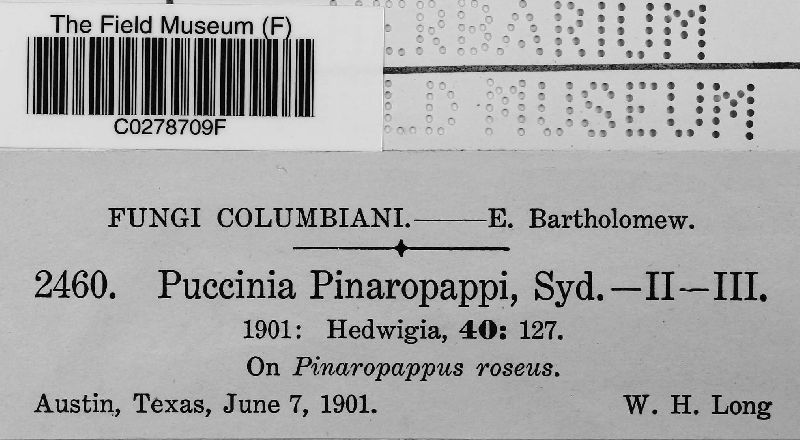 The Field Museum (F)
C0278709F
MUSEUM
FUNGI COLUMBIANI.——E. Bartholomew.
2460. Puccinia Pinaropappi, Syd.—II—III.
1901: Hedwigia, 40: 127.
On Pinaropappus roseus.
Austin, Texas, June 7, 1901. W. H. Long